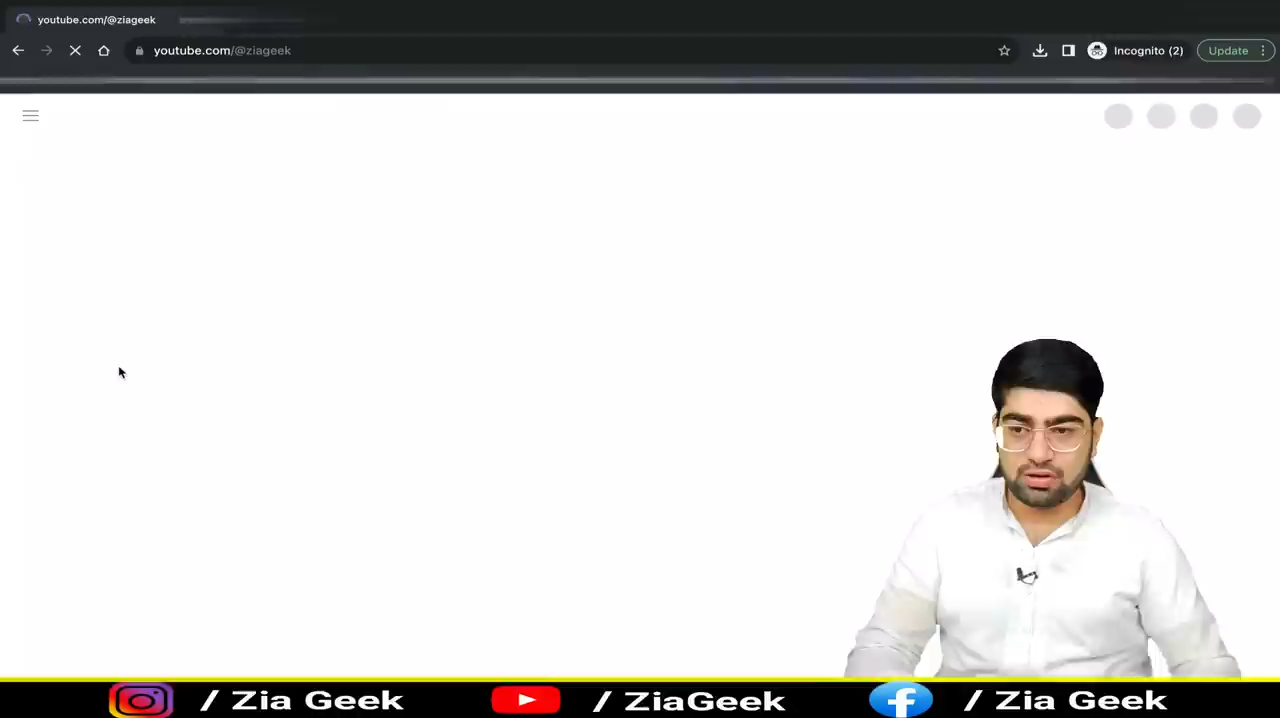 youtube.com/@ziageek
youtube.com/@ziageek
Incognito (2)
Update
/ Zia Geek
/ ZiaGeek
/ Zia Geek